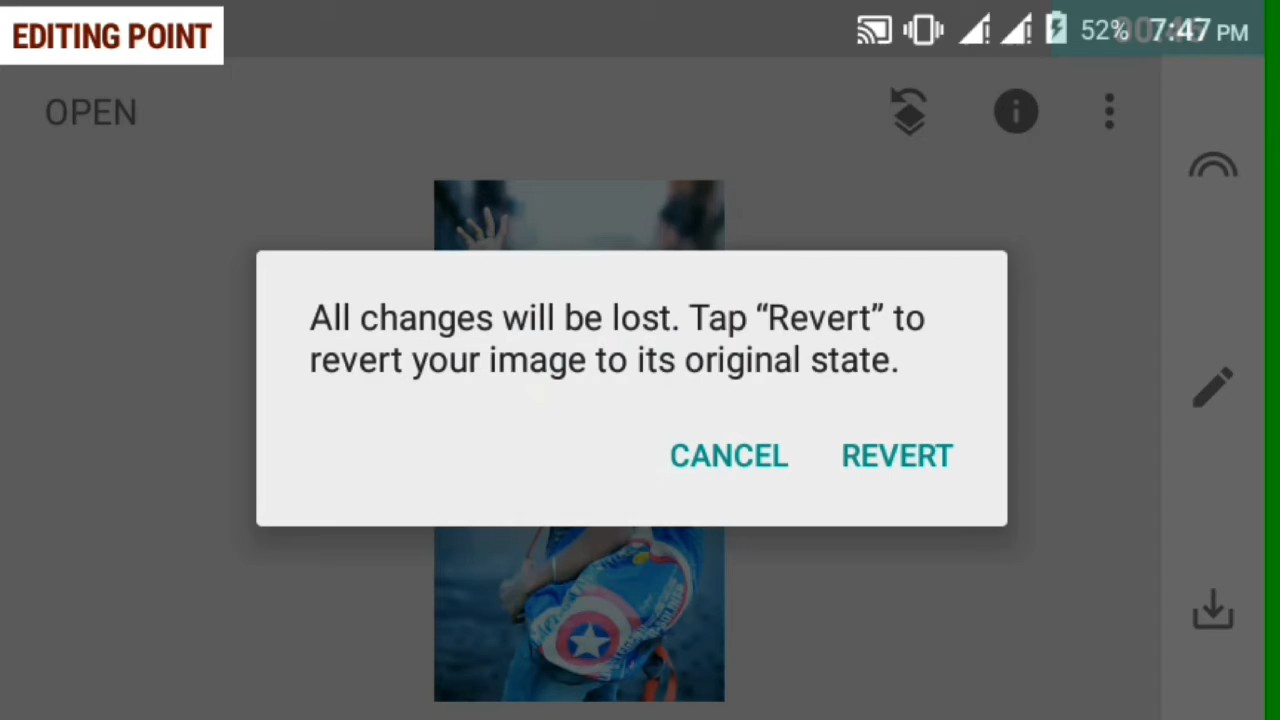 EDITING POINT
52% 7:47 PM
OPEN
All changes will be lost. Tap “Revert” to
revert your image to its original state.
CANCEL REVERT